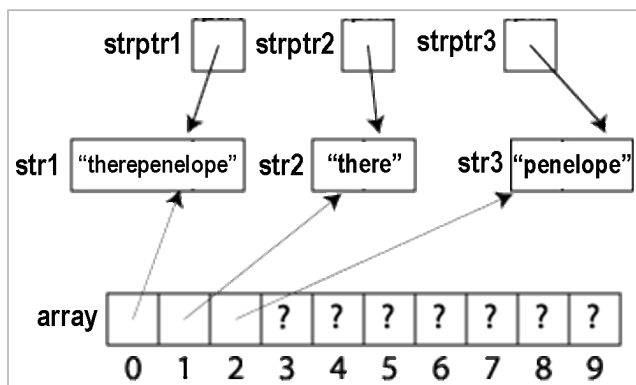 strptr1 strptr2 strptr3
str1 "therepenelope" str2 "there" str3 "penelope"
array ? ? ? ? ? ? ?
0 1 2 3 4 5 6 7 8 9